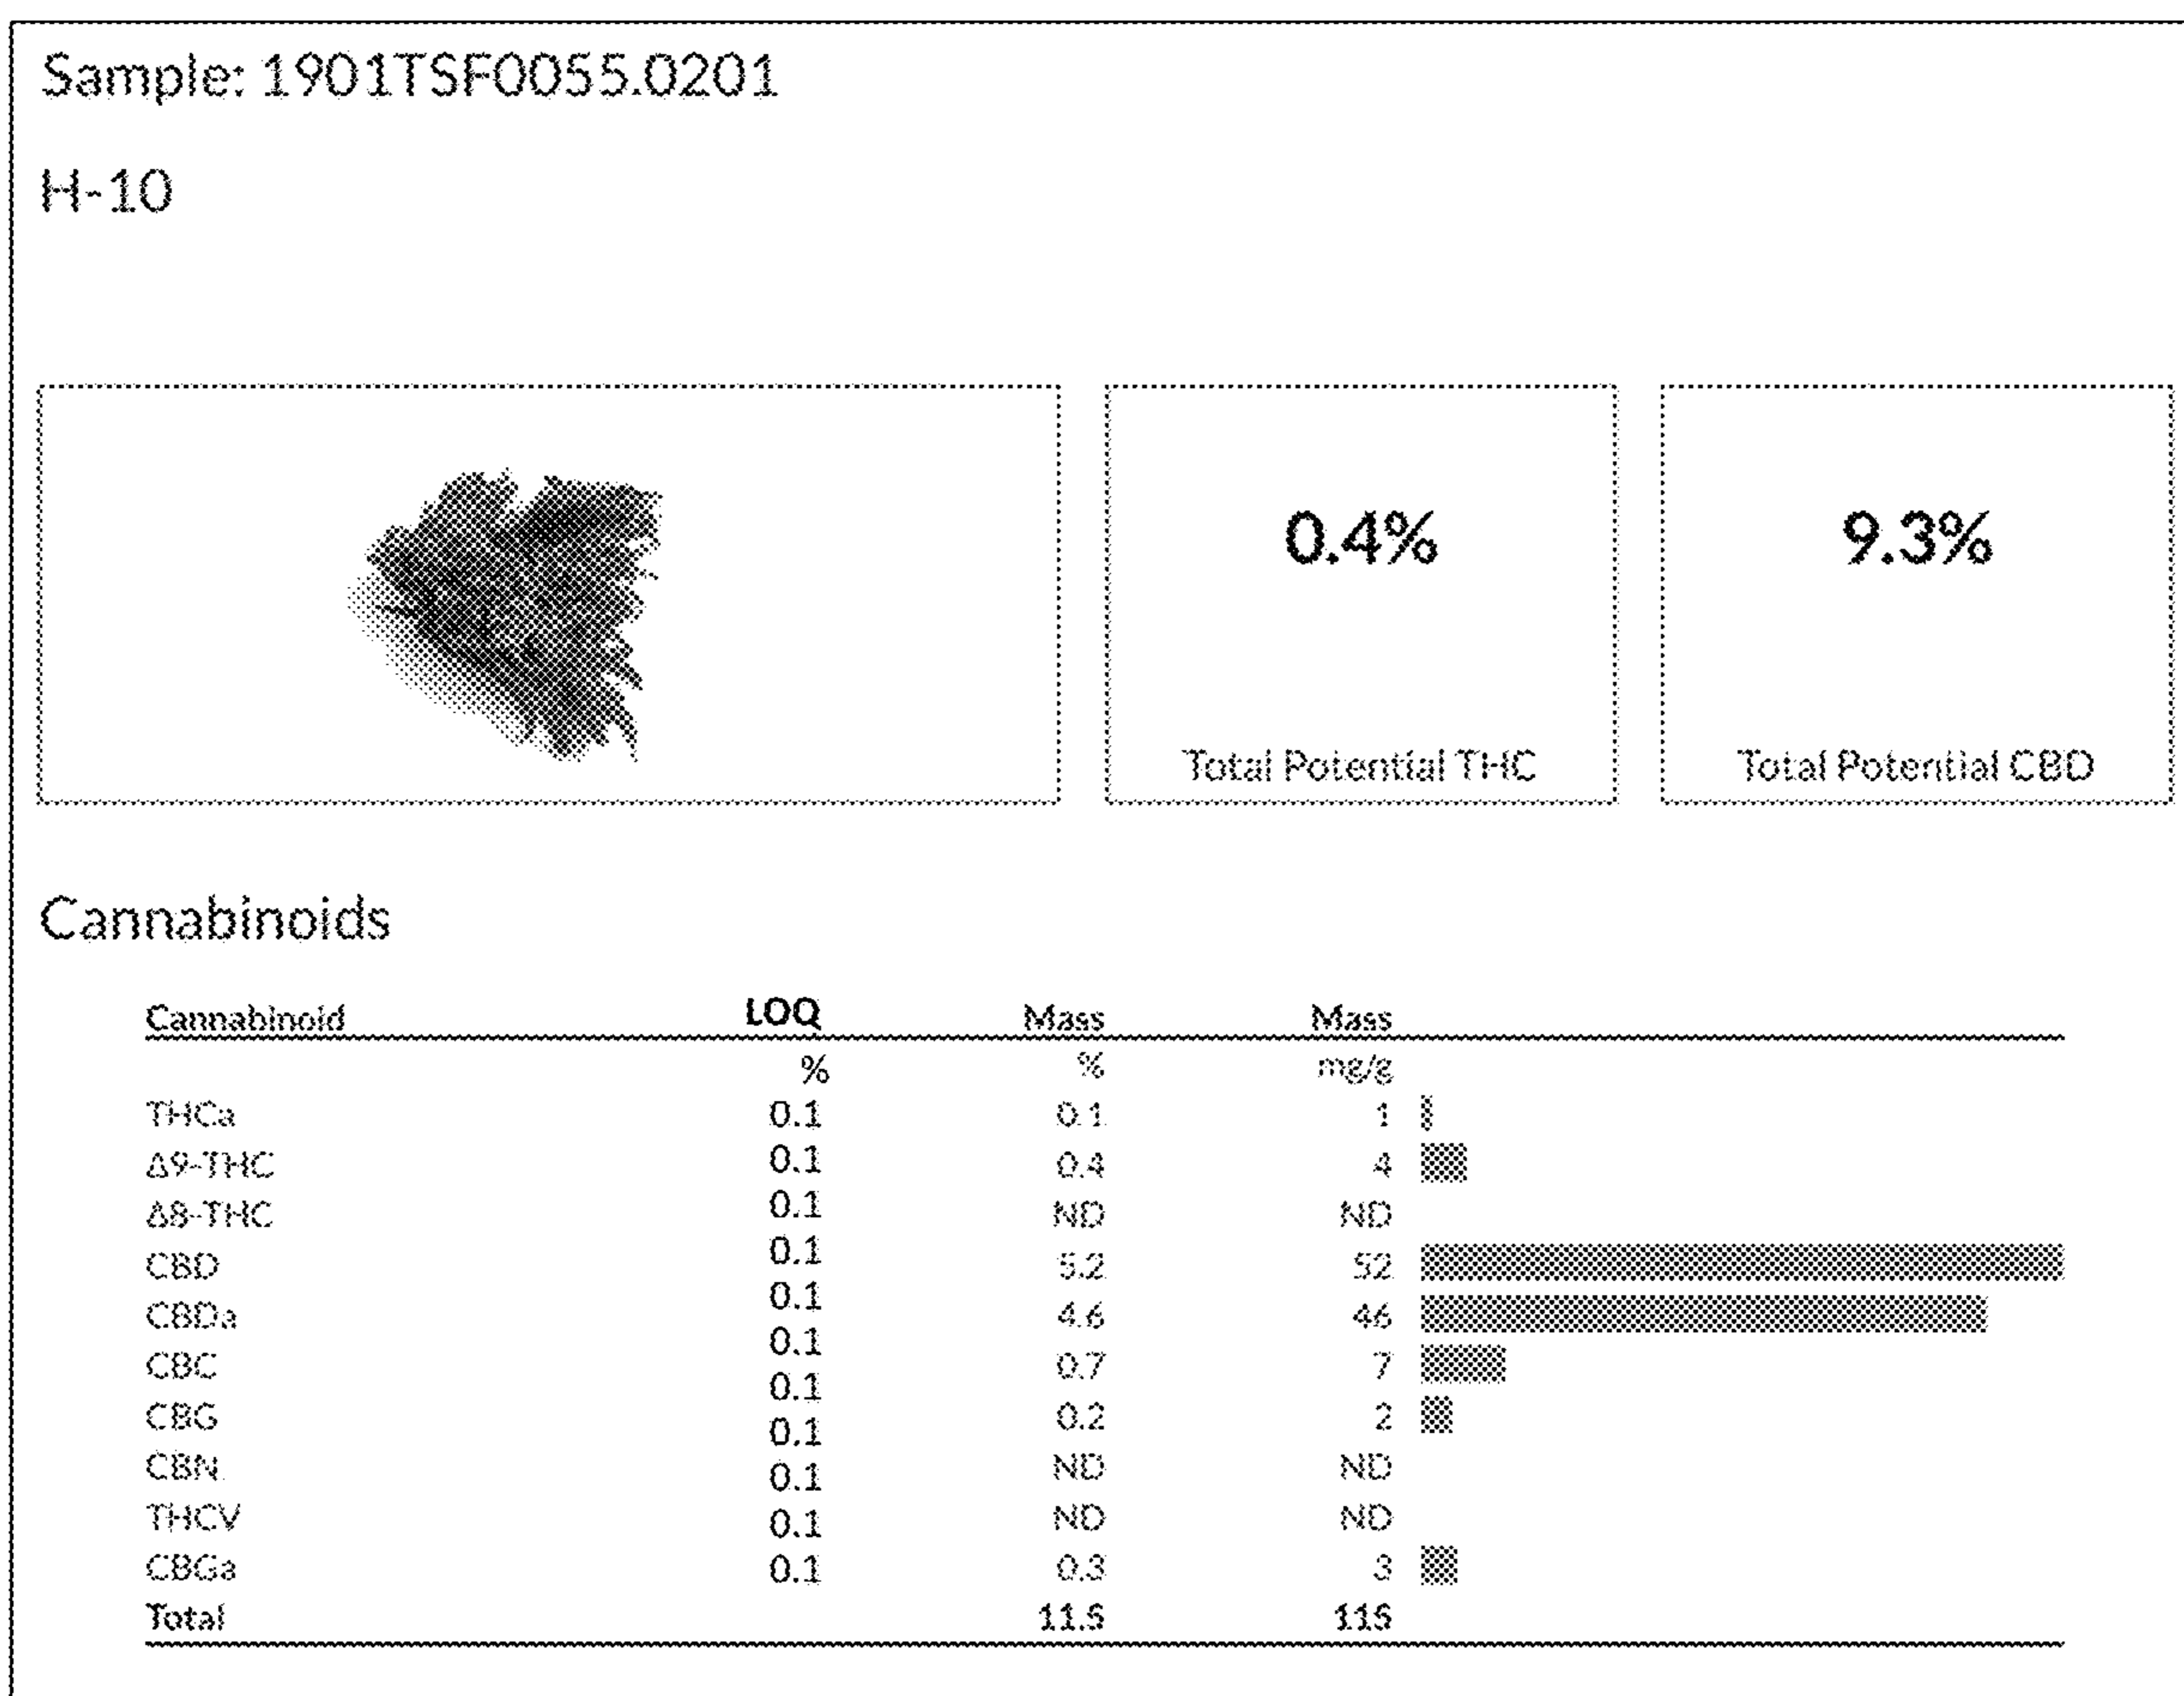 Sample: 1901TSF0055.0201
H-10
0.4%
9.3%
Total Potential THC
Total Potential CBD
Cannabinoids
Cannabinoid LOQ Mass Mass
% % mg/g
THCa 0.1 0.1 1
Δ9-THC 0.1 0.4 4
Δ8-THC 0.1 ND ND
CBD 0.1 5.2 52
CBDa 0.1 4.6 46
CBC 0.1 0.7 7
CBG 0.1 0.2 2
CBN 0.1 ND ND
THCV 0.1 ND ND
CBGa 0.1 0.3 3
0.1
Total 11.5 115